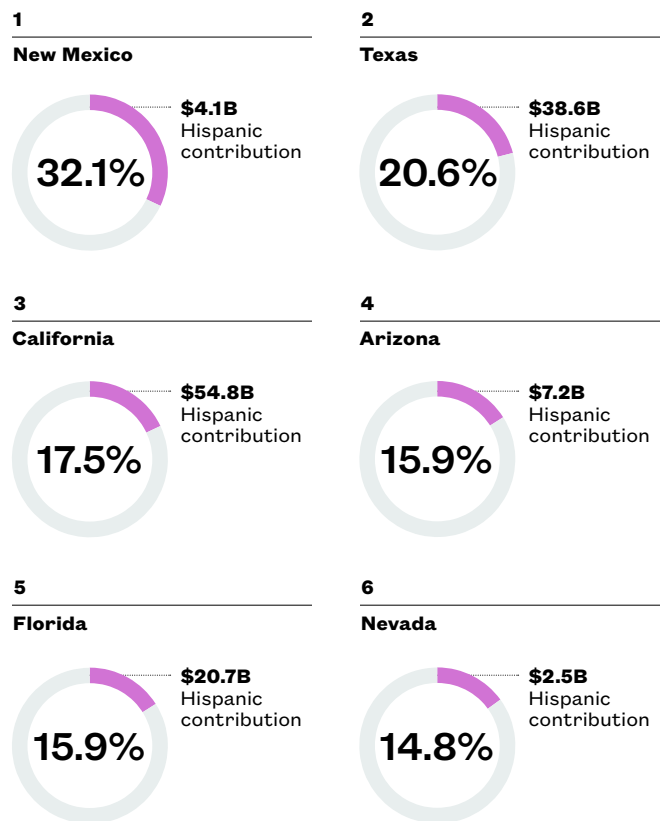 1
New Mexico
32.1%
$4.1B
Hispanic
contribution
2
Texas
20.6%
$38.6B
Hispanic
contribution
3
California
17.5%
$54.8B
Hispanic
contribution
4
Arizona
15.9%
$7.2B
Hispanic
contribution
5
Florida
15.9%
$20.7B
Hispanic
contribution
6
Nevada
14.8%
$2.5B
Hispanic
contribution